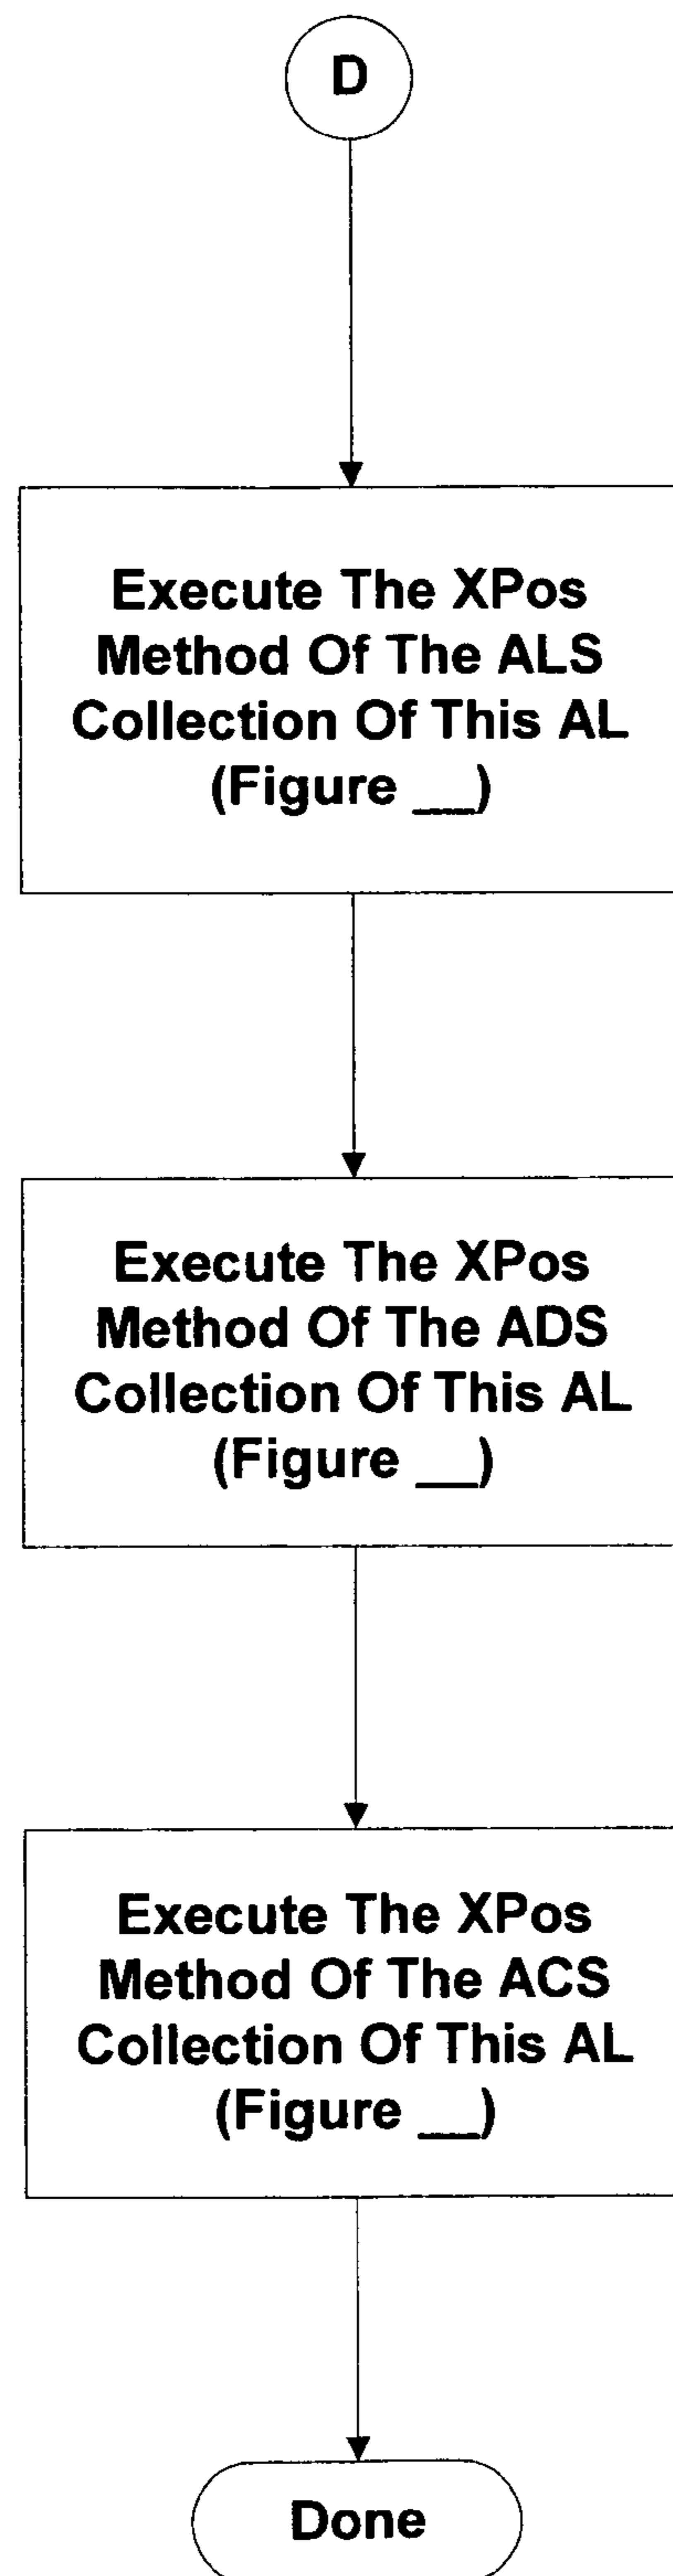 D
Execute The XPos
Method Of The ALS
Collection Of This AL
(Figure __)
Execute The XPos
Method Of The ADS
Collection Of This AL
(Figure __)
Execute The XPos
Method Of The ACS
Collection Of This AL
(Figure __)
Done